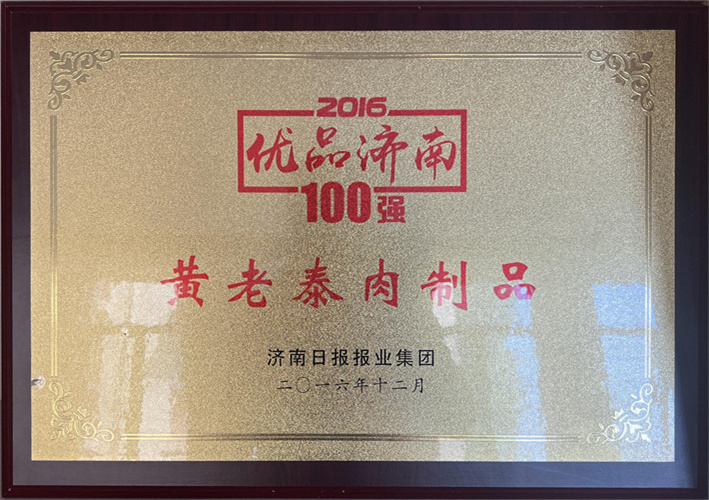 2016
优品济南
100强
黄老泰肉制品
济南日报报业集团
二〇一六年十二月